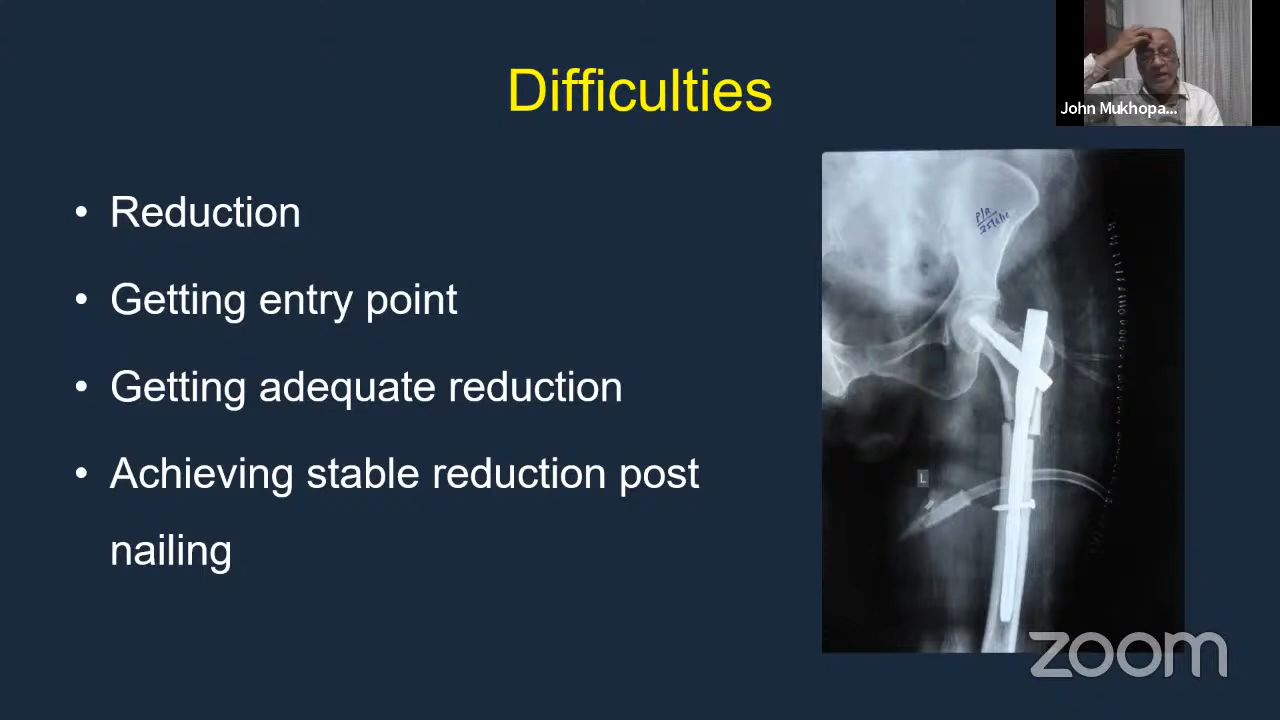 Difficulties
John Mukhopa...
• Reduction
• Getting entry point
• Getting adequate reduction
• Achieving stable reduction post
nailing
L
zoom